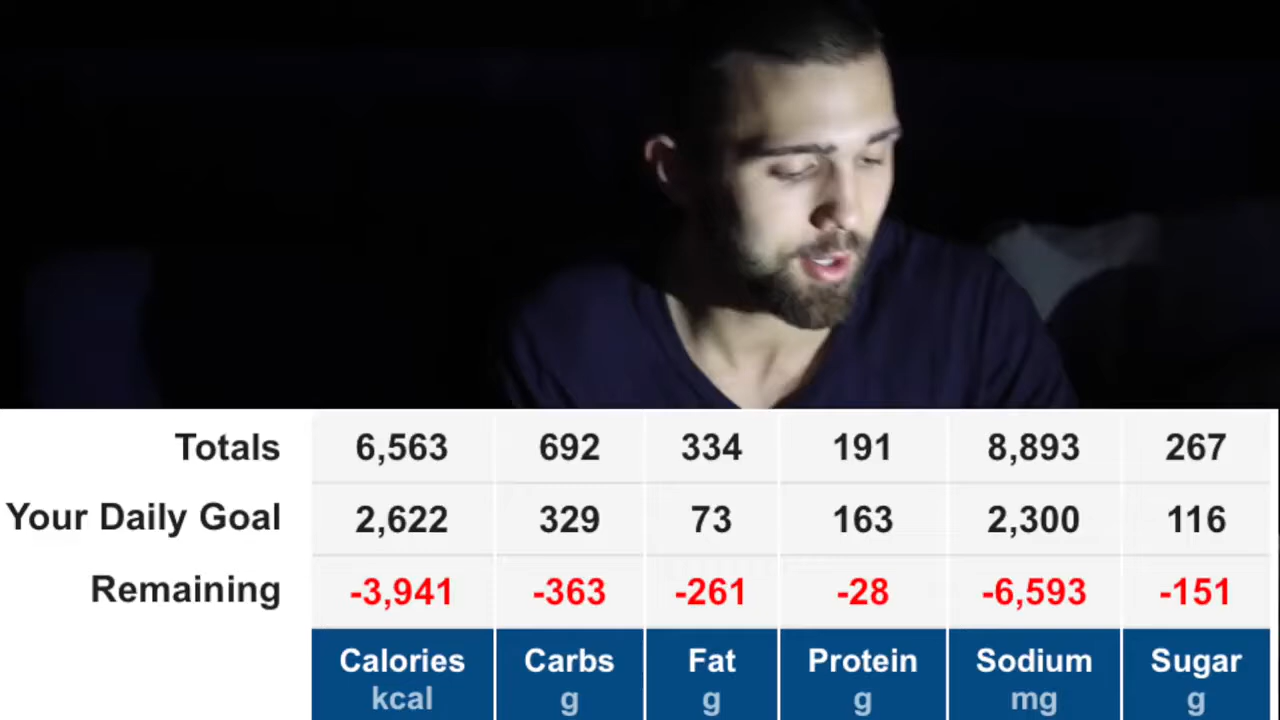 Totals 6,563 692 334 191 8,893 267
Your Daily Goal 2,622 329 73 163 2,300 116
Remaining -3,941 -363 -261 -28 -6,593 -151
Calories Carbs Fat Protein Sodium Sugar
kcal g g g mg g